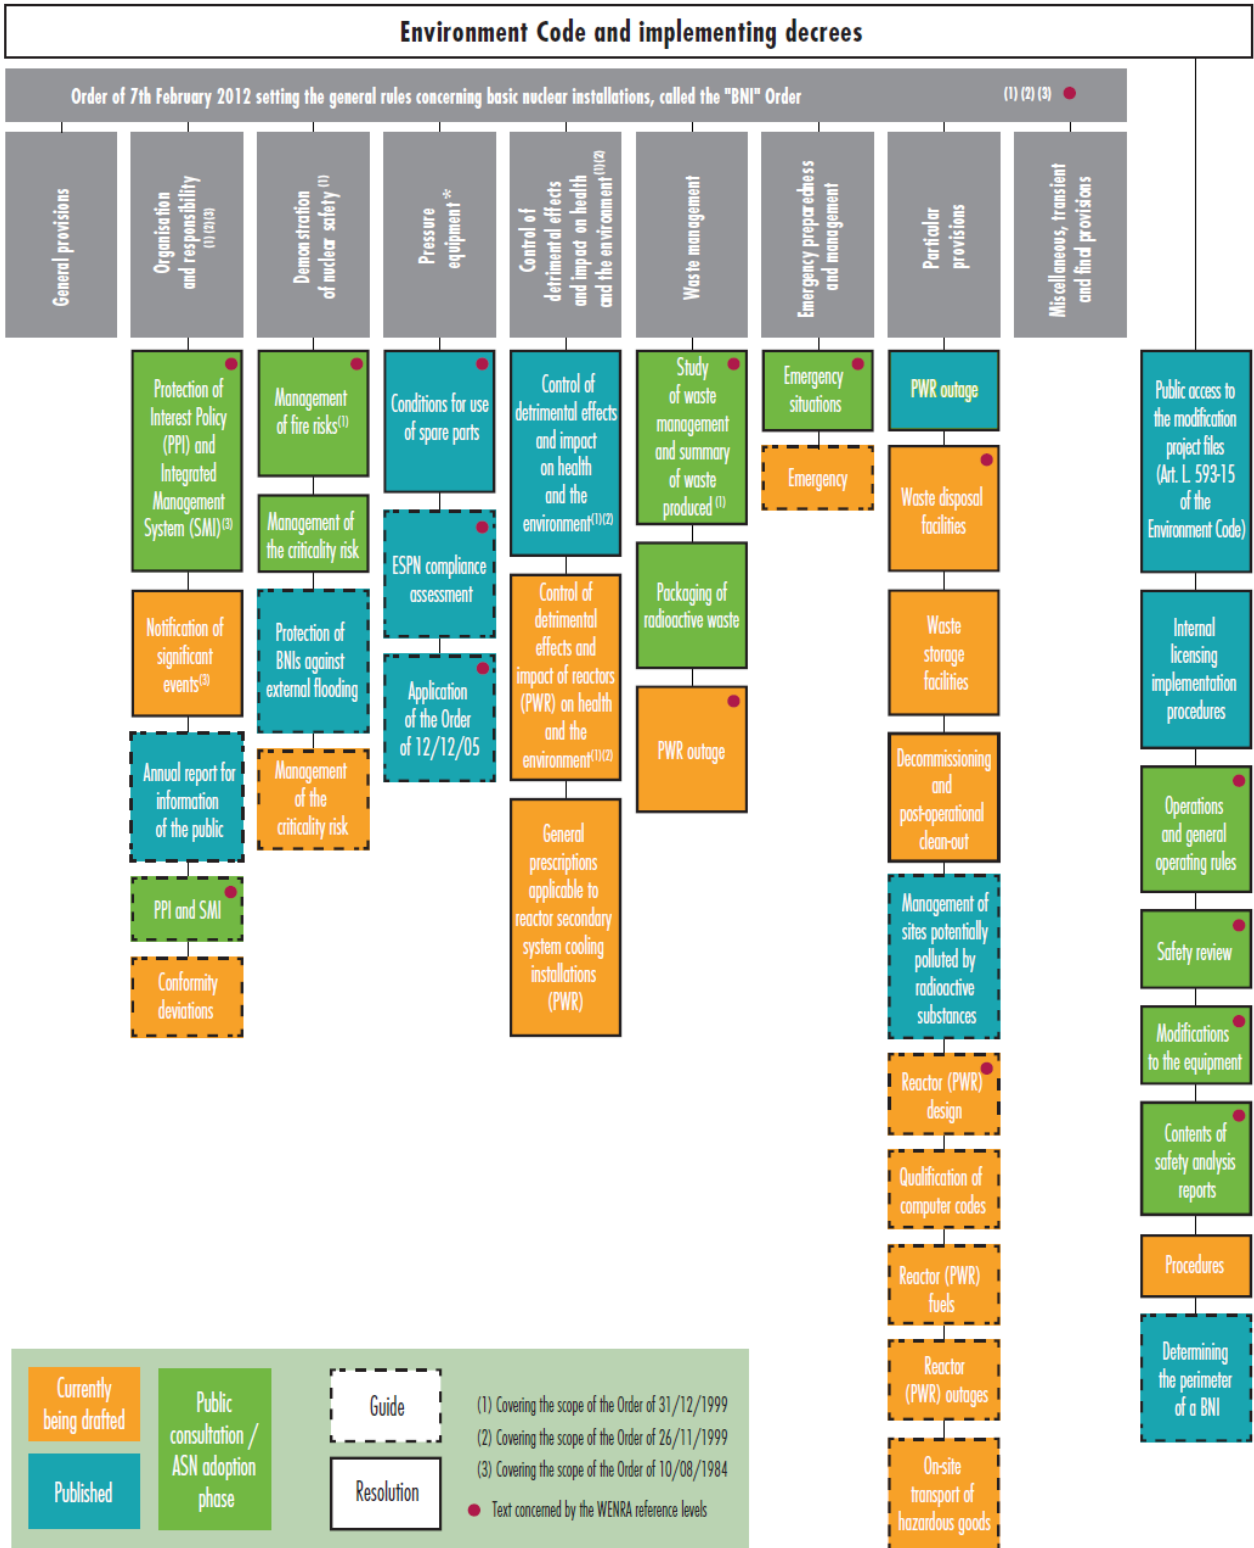 Environment Code and implementing decrees
Order of 7th February 2012 setting the general rules concerning basic nuclear installations, called the "BNI" Order
(1) (2) (3)
General provisions
Organisation
and responsibility
(1) (2) (3)
Demonstration
of nuclear safety (1)
Pressure
equipment*
Control of
detrimental effects
and impact on health
and the environment(1)(2)
Waste management
Emergency preparedness
and management
Particular
provisions
Miscellaneous, transient
and final provisions
Protection of
Interest Policy
(PPI) and
Integrated
Management
System (SMI)(3)
Notification of
significant
events(3)
Annual report for
information
of the public
PPI and SMI
Conformity
deviations
Management
of fire risks(1)
Management of
the criticality risk
Protection of
BNIs against
external flooding
Management
of the
criticality risk
Conditions for use
of spare parts
ESPN compliance
assessment
Application
of the Order
of 12/12/05
Control of
detrimental effects
and impact
on health
and the
environment(1)(2)
Control of
detrimental
effects and
impact of reactors
(PWR) on health
and the
environment(1)(2)
General
prescriptions
applicable to
reactor secondary
system cooling
installations
(PWR)
Study
of waste
management
and summary
of waste
produced (1)
Packaging of
radioactive waste
PWR outage
Emergency
situations
Emergency
PWR outage
Waste disposal
facilities
Waste
storage
facilities
Decommissioning
and
post-operational
clean-out
Management of
sites potentially
polluted by
radioactive
substances
Reactor (PWR)
design
Qualification of
computer codes
Reactor (PWR)
fuels
Reactor
(PWR) outages
On-site
transport of
hazardous goods
Public access to
the modification
project files
(Art. L. 593-15
of the
Environment Code)
Internal
licensing
implementation
procedures
Operations
and general
operating rules
Safety review
Modifications
to the equipment
Contents of
safety analysis
reports
Procedures
Determining
the perimeter
of a BNI
Currently
being drafted
Published
Public
consultation /
ASN adoption
phase
Guide
Resolution
(1) Covering the scope of the Order of 31/12/1999
(2) Covering the scope of the Order of 26/11/1999
(3) Covering the scope of the Order of 10/08/1984
Text concerned by the WENRA reference levels